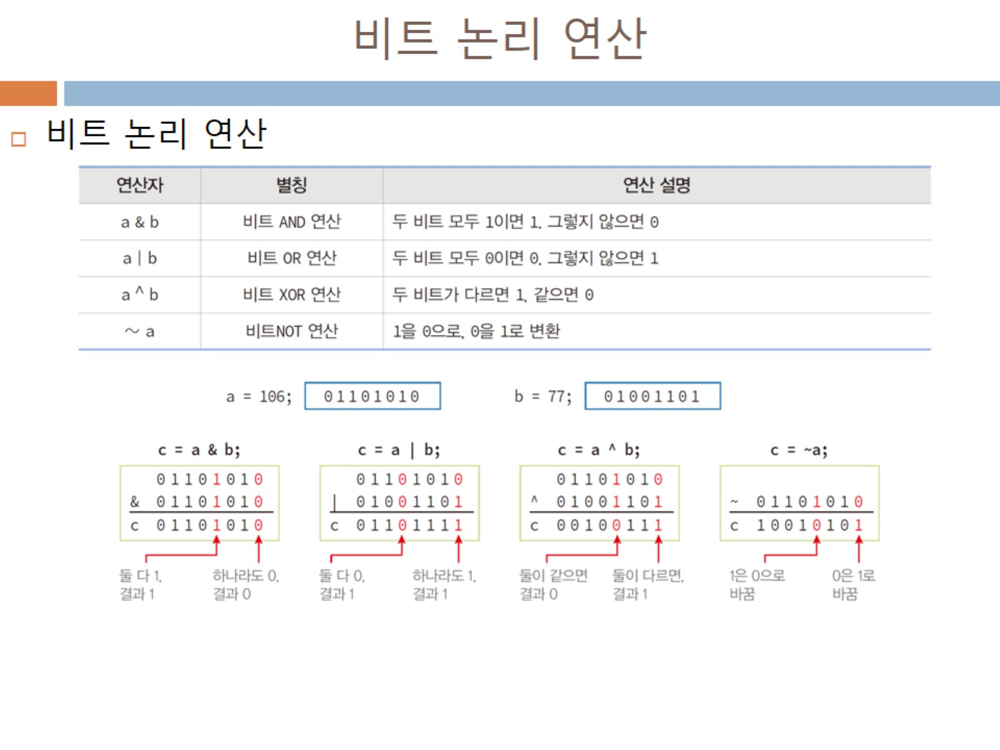 비트 논리 연산
비트 논리 연산
연산자 별칭 연산 설명
a & b 비트 AND 연산 두 비트 모두 1이면 1, 그렇지 않으면 0
a | b 비트 OR 연산 두 비트 모두 0이면 0, 그렇지 않으면 1
a ^ b 비트 XOR 연산 두 비트가 다르면 1, 같으면 0
~ a 비트NOT 연산 1을 0으로, 0을 1로 변환
a = 106; 01101010 b = 77; 01001101
c = a & b;
01101010
& 01101010
c 01101010
둘 다 1, 하나라도 0,
결과 1 결과 0
c = a | b;
01101010
| 01001101
c 01101111
둘 다 0, 하나라도 1,
결과 1 결과 1
c = a ^ b;
01101010
^ 01001101
c 00100111
둘이 같으면 둘이 다르면,
결과 0 결과 1
c = ~a;
~ 01101010
c 10010101
1은 0으로 0은 1로
바꿈 바꿈